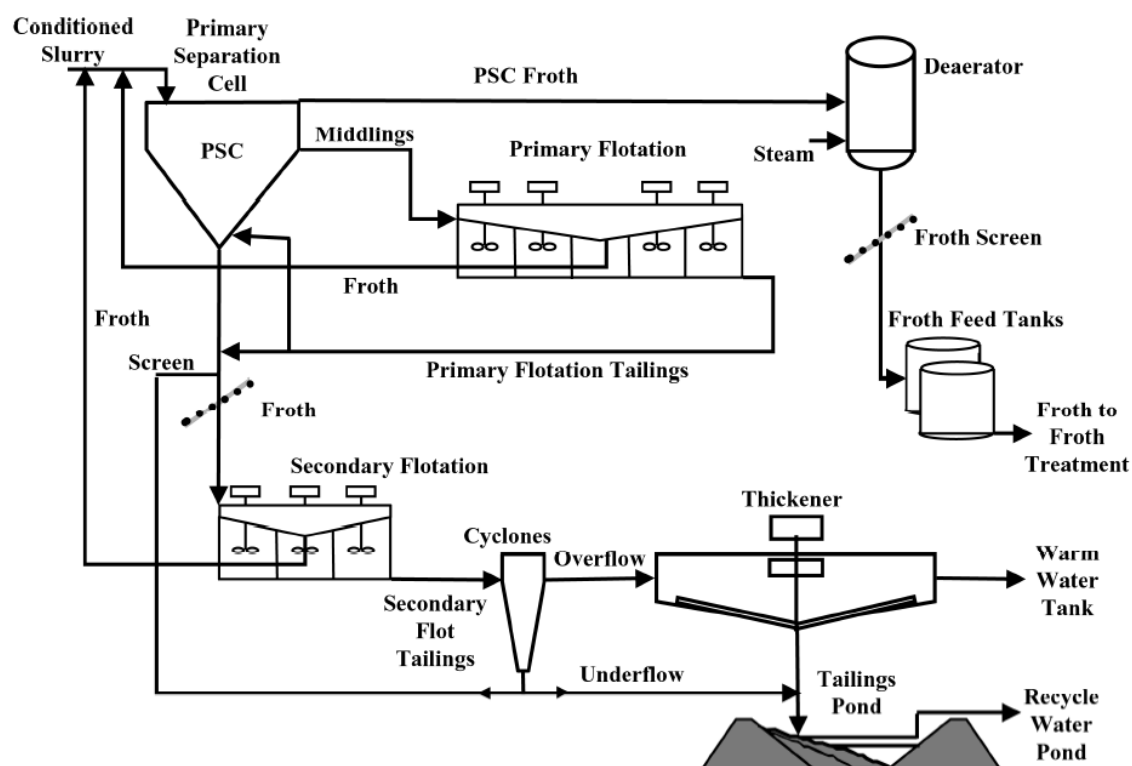 Conditioned
Slurry
Primary
Separation
Cell
PSC Froth
Deaerator
Middlings
PSC
Primary Flotation
Steam
Froth Screen
Froth
Froth
Froth Feed Tanks
Screen
Primary Flotation Tailings
Froth
Froth to
Froth
Treatment
Secondary Flotation
Thickener
Cyclones
Overflow
Warm
Water
Tank
Secondary
Flot
Tailings
Underflow
Tailings
Pond
Recycle
Water
Pond